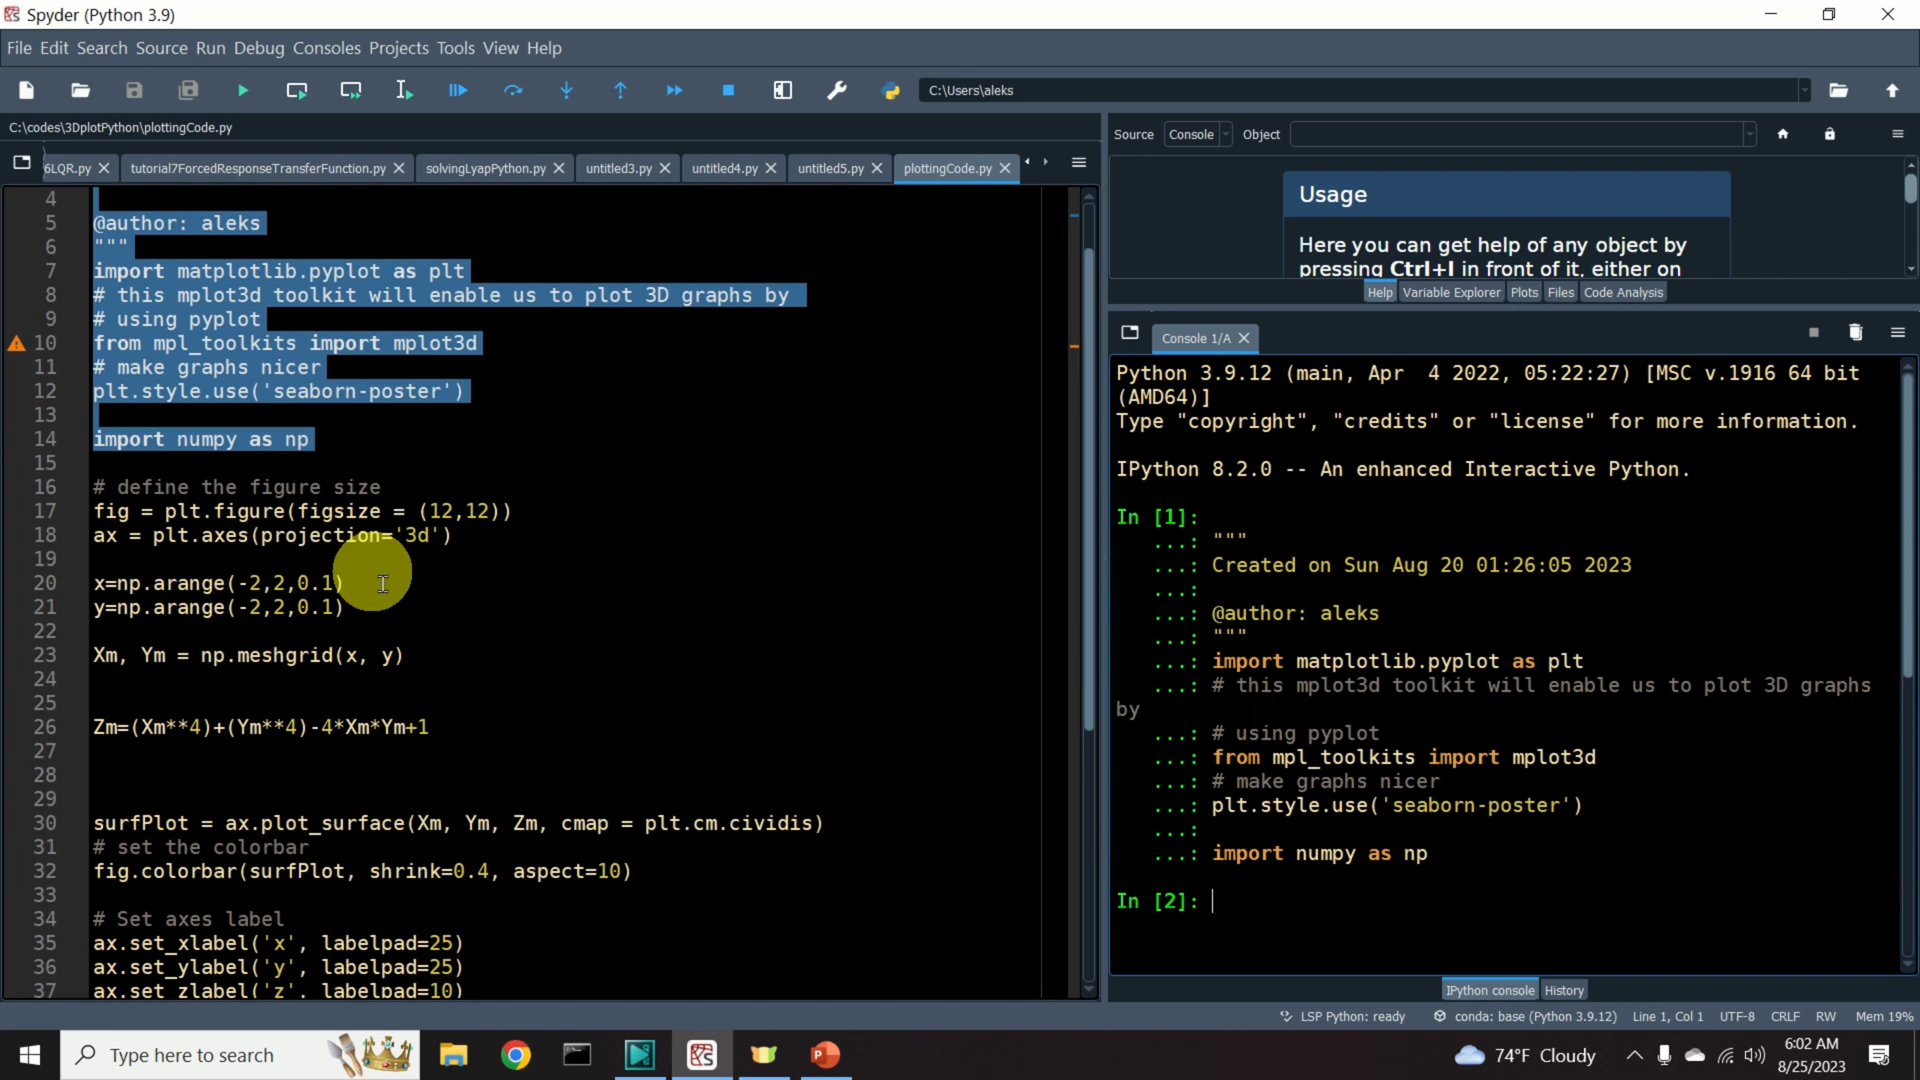 Spyder (Python 3.9)
File Edit Search Source Run Debug Consoles Projects Tools View Help
C:\Users\aleks
C:\codes\3DplotPython\plottingCode.py
6LQR.py
tutorial7ForcedResponseTransferFunction.py
solvingLyapPython.py
untitled3.py
untitled4.py
untitled5.py
plottingCode.py
4
5 @author: aleks
6 """
7 import matplotlib.pyplot as plt
8 # this mplot3d toolkit will enable us to plot 3D graphs by
9 # using pyplot
10 from mpl_toolkits import mplot3d
11 # make graphs nicer
12 plt.style.use('seaborn-poster')
13
14 import numpy as np
15
16 # define the figure size
17 fig = plt.figure(figsize = (12,12))
18 ax = plt.axes(projection='3d')
19
20 x=np.arange(-2,2,0.1)
21 y=np.arange(-2,2,0.1)
22
23 Xm, Ym = np.meshgrid(x, y)
24
25
26 Zm=(Xm**4)+(Ym**4)-4*Xm*Ym+1
27
28
29
30 surfPlot = ax.plot_surface(Xm, Ym, Zm, cmap = plt.cm.cividis)
31 # set the colorbar
32 fig.colorbar(surfPlot, shrink=0.4, aspect=10)
33
34 # Set axes label
35 ax.set_xlabel('x', labelpad=25)
36 ax.set_ylabel('y', labelpad=25)
37 ax.set_zlabel('z', labelpad=10)
Source Console Object
Usage
Here you can get help of any object by
pressing Ctrl+I in front of it, either on
Help Variable Explorer Plots Files Code Analysis
Console 1/A
Python 3.9.12 (main, Apr  4 2022, 05:22:27) [MSC v.1916 64 bit
(AMD64)]
Type "copyright", "credits" or "license" for more information.
IPython 8.2.0 -- An enhanced Interactive Python.
In [1]:
...: """
...: Created on Sun Aug 20 01:26:05 2023
...:
...: @author: aleks
...: """
...: import matplotlib.pyplot as plt
...: # this mplot3d toolkit will enable us to plot 3D graphs
by
...: # using pyplot
...: from mpl_toolkits import mplot3d
...: # make graphs nicer
...: plt.style.use('seaborn-poster')
...:
...: import numpy as np
In [2]:
IPython console History
LSP Python: ready conda: base (Python 3.9.12) Line 1, Col 1 UTF-8 CRLF RW Mem 19%
Type here to search
74°F Cloudy
6:02 AM
8/25/2023